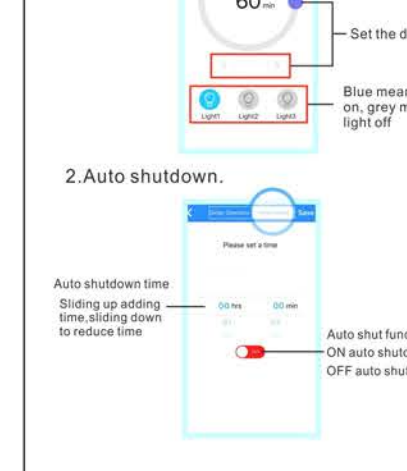 60 min
Set the d
Blue mear
on, grey m
light off
Light1 Light2 Light3
2.Auto shutdown.
Save
Please set a time
Auto shutdown time
Sliding up adding
time,sliding down
to reduce time
00 hrs 00 min
Auto shut func
ON auto shutd
OFF auto shut